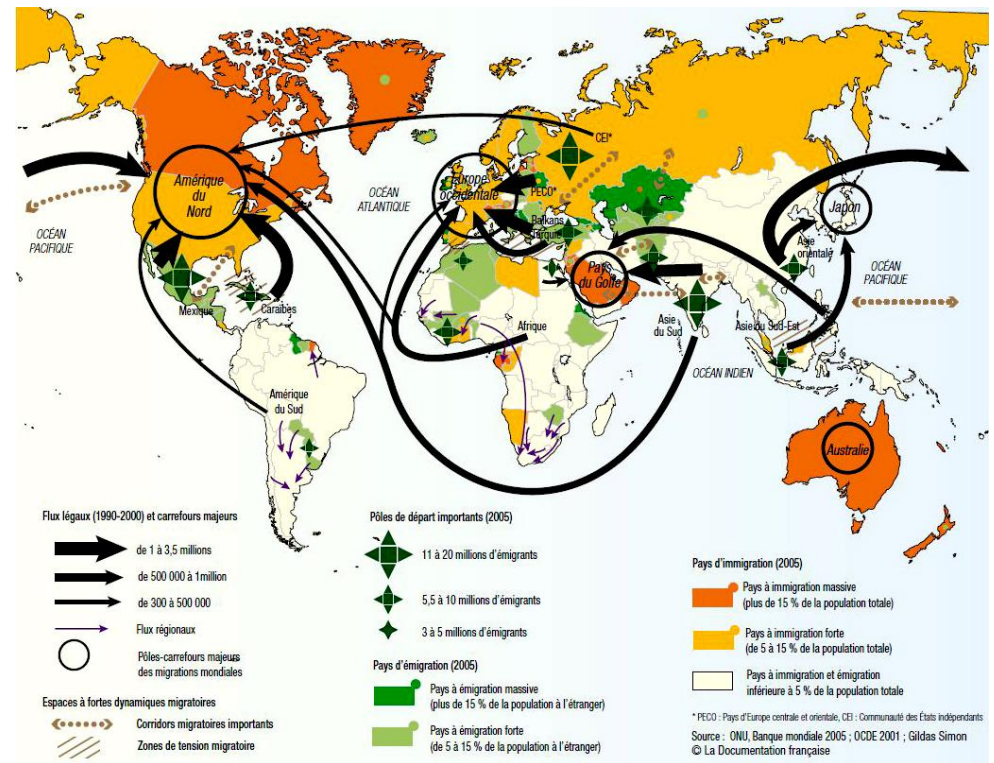 CEI*
Amérique
du
Nord
Europe
occidentale
PECO*
OCÉAN
ATLANTIQUE
Balkans
Turquie
Japon
OCÉAN
PACIFIQUE
Asie
orientale
Pays
du Golfe
OCÉAN
PACIFIQUE
Mexique
Caraïbes
Afrique
Asie
du Sud
Asie du Sud-Est
OCÉAN INDIEN
Amérique
du Sud
Australie
Flux légaux (1990-2000) et carrefours majeurs
de 1 à 3,5 millions
de 500 000 à 1million
de 300 à 500 000
Flux régionaux
Pôles-carrefours majeurs
des migrations mondiales
Espaces à fortes dynamiques migratoires
Corridors migratoires importants
Zones de tension migratoire
Pôles de départ importants (2005)
11 à 20 millions d'émigrants
5,5 à 10 millions d'émigrants
3 à 5 millions d'émigrants
Pays d'émigration (2005)
Pays à émigration massive
(plus de 15 % de la population à l'étranger)
Pays à émigration forte
(de 5 à 15 % de la population à l'étranger)
Pays d'immigration (2005)
Pays à immigration massive
(plus de 15 % de la population totale)
Pays à immigration forte
(de 5 à 15 % de la population totale)
Pays à immigration et émigration
inférieure à 5 % de la population totale
* PECO : Pays d'Europe centrale et orientale, CEI : Communauté des États indépendants
Source : ONU, Banque mondiale 2005 ; OCDE 2001 ; Gildas Simon
© La Documentation française